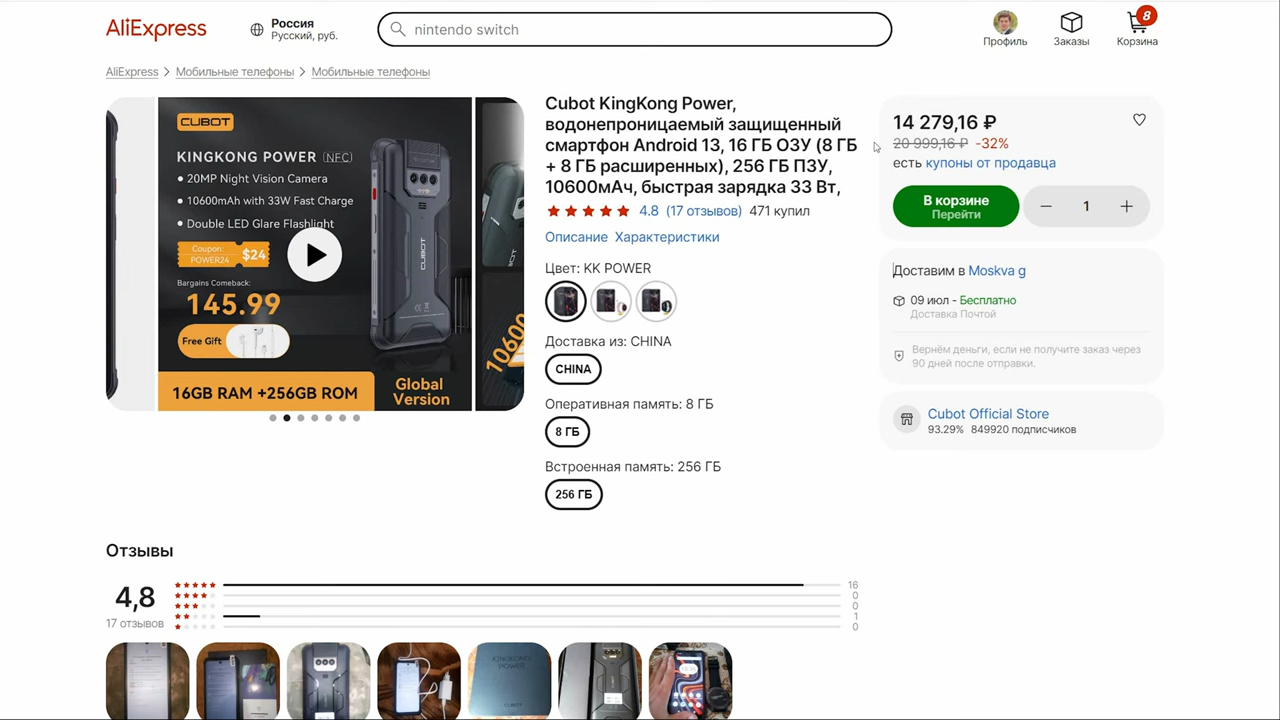 AliExpress
Россия
Русский, руб.
nintendo switch
8
Профиль
Заказы
Корзина
AliExpress > Мобильные телефоны > Мобильные телефоны
CUBOT
KINGKONG POWER (NFC)
• 20MP Night Vision Camera
• 10600mAh with 33W Fast Charge
• Double LED Glare Flashlight
Coupon:
POWER24
$24
Bargains Comeback:
145.99
Free Gift
16GB RAM +256GB ROM
Global
Version
CUBOT
10600
Cubot KingKong Power,
водонепроницаемый защищенный
смартфон Android 13, 16 ГБ ОЗУ (8 ГБ
+ 8 ГБ расширенных), 256 ГБ ПЗУ,
10600мАч, быстрая зарядка 33 Вт,
4.8 (17 отзывов) 471 купил
Описание Характеристики
Цвет: KK POWER
Доставка из: CHINA
CHINA
Оперативная память: 8 ГБ
8 ГБ
Встроенная память: 256 ГБ
256 ГБ
14 279,16 ₽
20 999,16 ₽ -32%
есть купоны от продавца
В корзине
Перейти
— 1 +
Доставим в Moskva g
09 июл - Бесплатно
Доставка Почтой
Вернём деньги, если не получите заказ через
90 дней после отправки.
Cubot Official Store
93.29% 849920 подписчиков
Отзывы
4,8
17 отзывов
16
0
0
1
0
KINGKONG
POWER
CUBOT